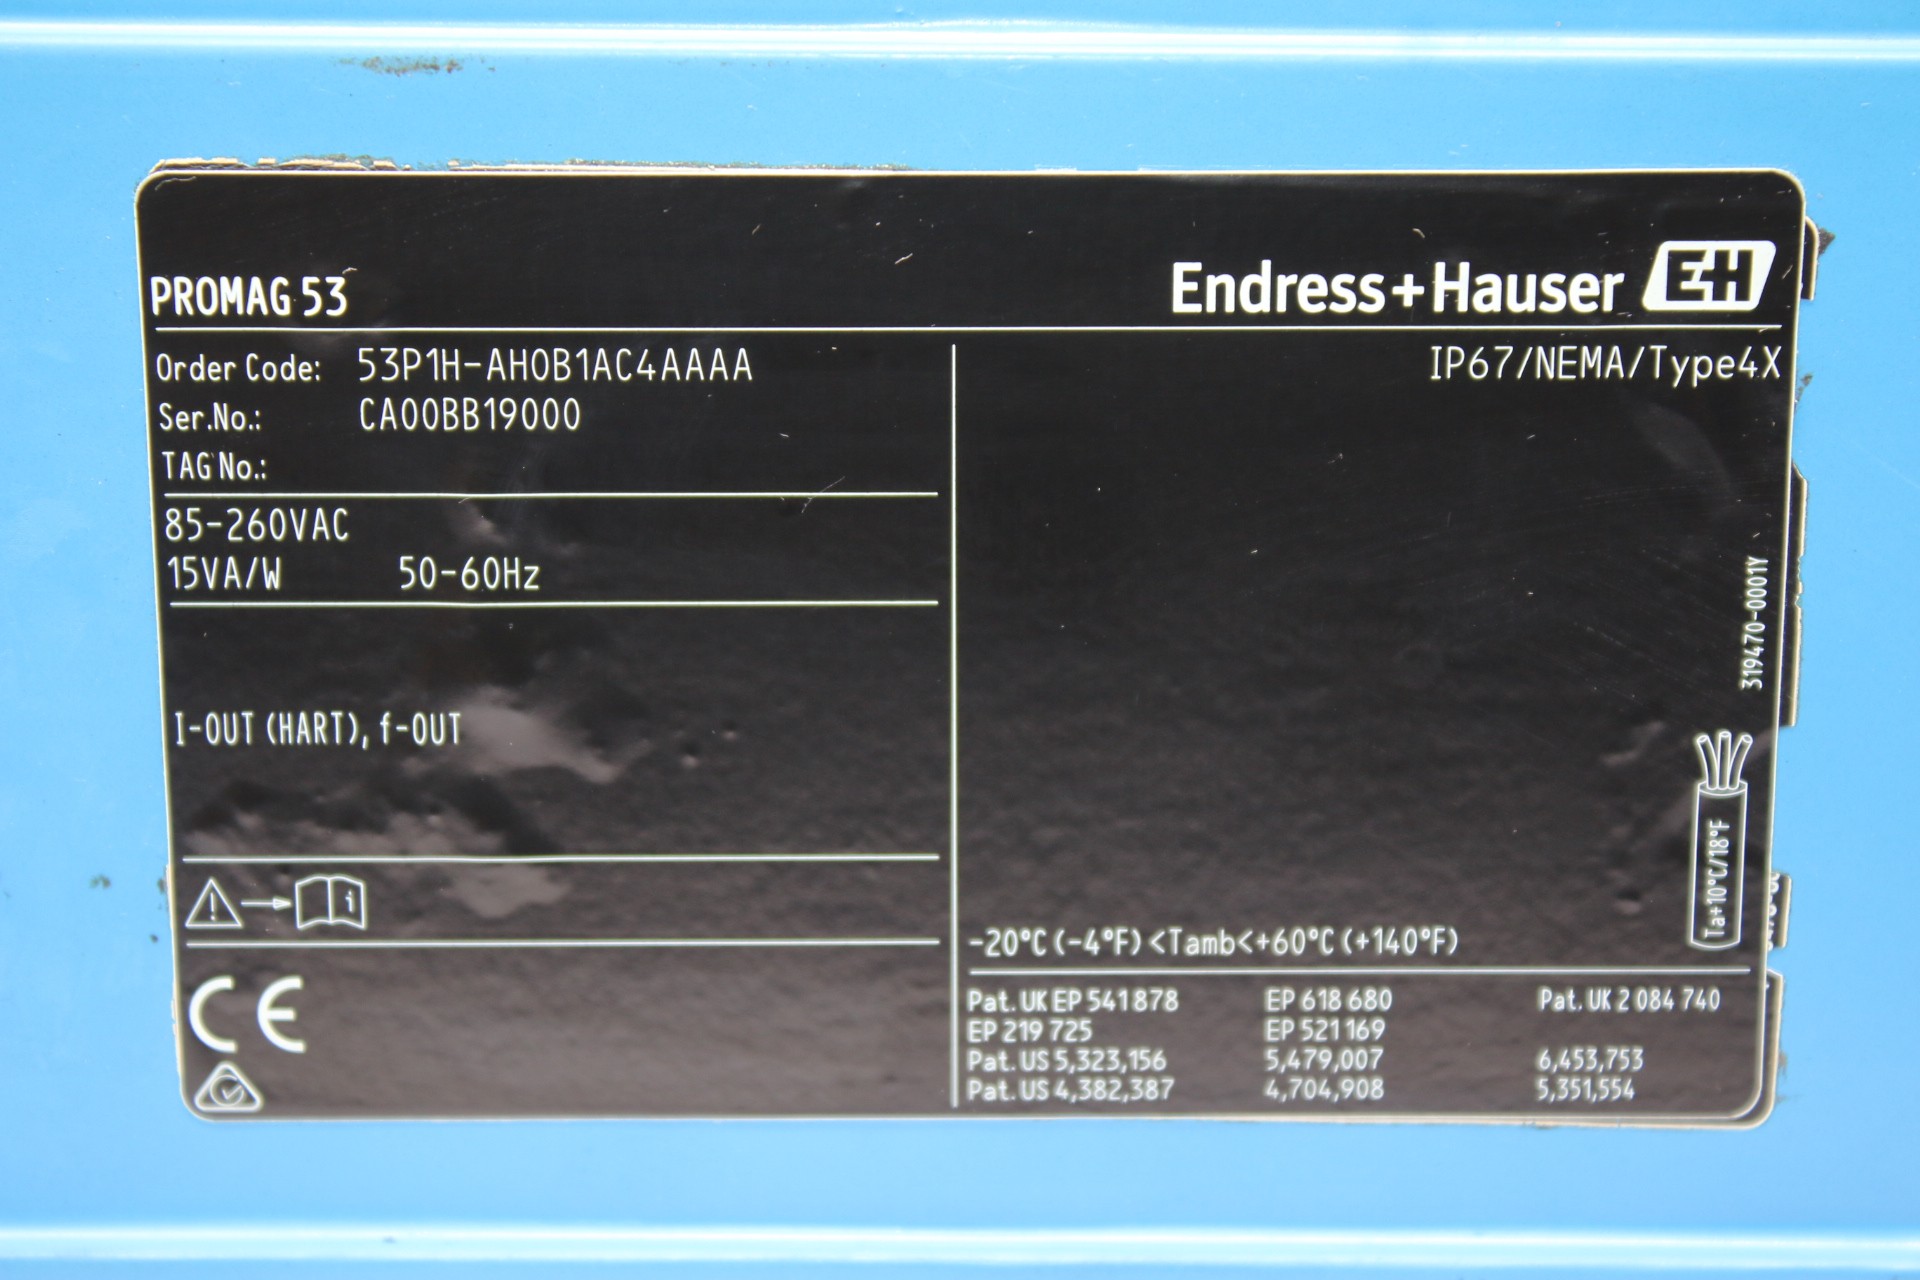 PROMAG 53
Endress+Hauser EH
Order Code: 53P1H-AH0B1AC4AAAA
Ser.No.: CA00BB19000
TAG No.:
IP67/NEMA/Type4X
85-260VAC
15VA/W 50-60Hz
I-OUT (HART), f-OUT
i
CE
319470-0001Y
Ta+10°C/18°F
-20°C (-4°F) <Tamb<+60°C (+140°F)
Pat. UK EP 541 878 EP 618 680 Pat. UK 2 084 740
EP 219 725 EP 521 169
Pat. US 5,323,156 5,479,007 6,453,753
Pat. US 4,382,387 4,704,908 5,351,554